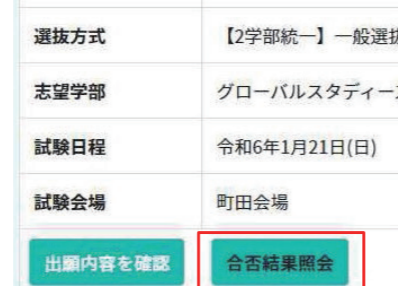 選抜方式 【2学部統一】一般選抜
志望学部 グローバルスタディー
試験日程 令和6年1月21日(日)
試験会場 町田会場
出願内容を確認 合否結果照会